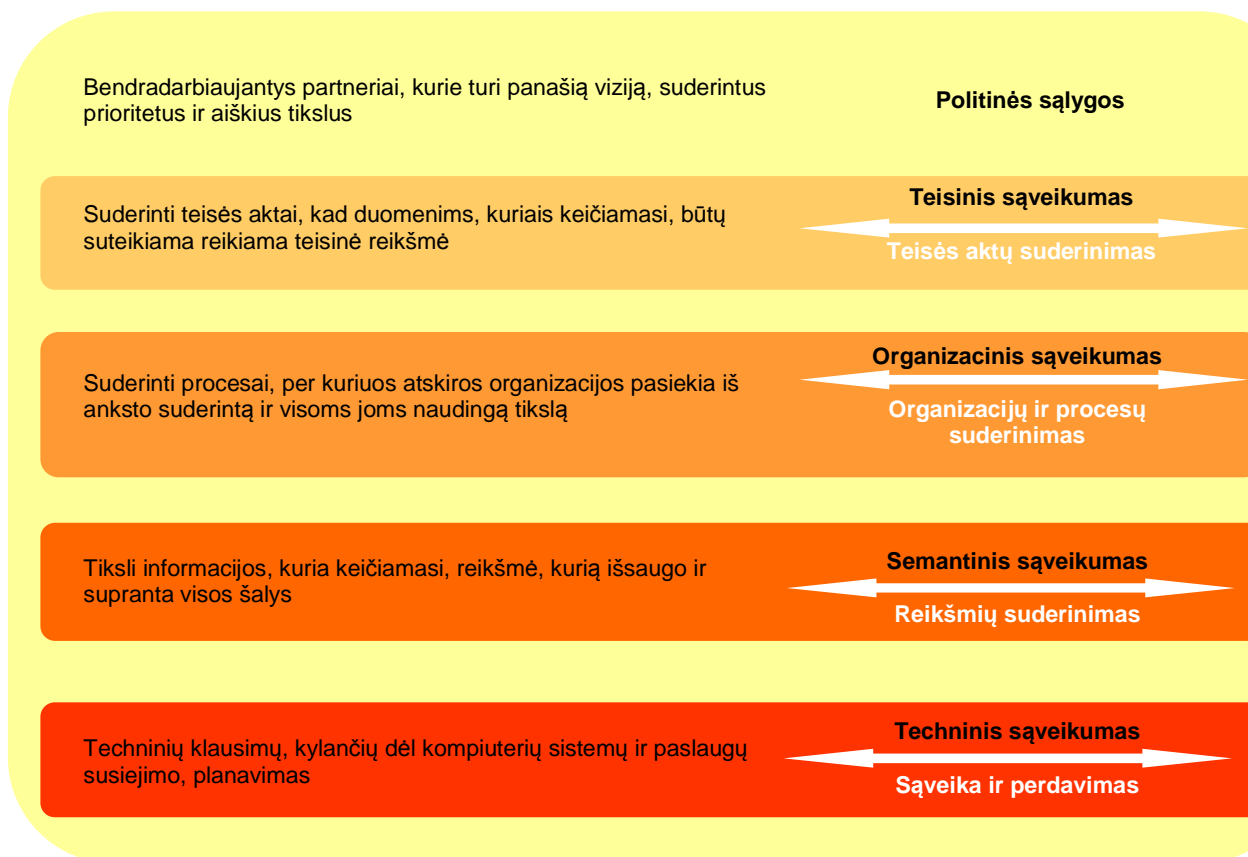 Bendradarbiaujantys partneriai, kurie turi panašią viziją, suderintus
prioritetus ir aiškius tikslus
Politinės sąlygos
Suderinti teisės aktai, kad duomenims, kuriais keičiamasi, būtų
suteikiama reikiama teisinė reikšmė
Teisinis sąveikumas
Teisės aktų suderinimas
Suderinti procesai, per kuriuos atskiros organizacijos pasiekia iš
anksto suderintą ir visoms joms naudingą tikslą
Organizacinis sąveikumas
Organizacijų ir procesų
suderinimas
Tiksli informacijos, kuria keičiamasi, reikšmė, kurią išsaugo ir
supranta visos šalys
Semantinis sąveikumas
Reikšmių suderinimas
Techninių klausimų, kylančių dėl kompiuterių sistemų ir paslaugų
susiejimo, planavimas
Techninis sąveikumas
Sąveika ir perdavimas